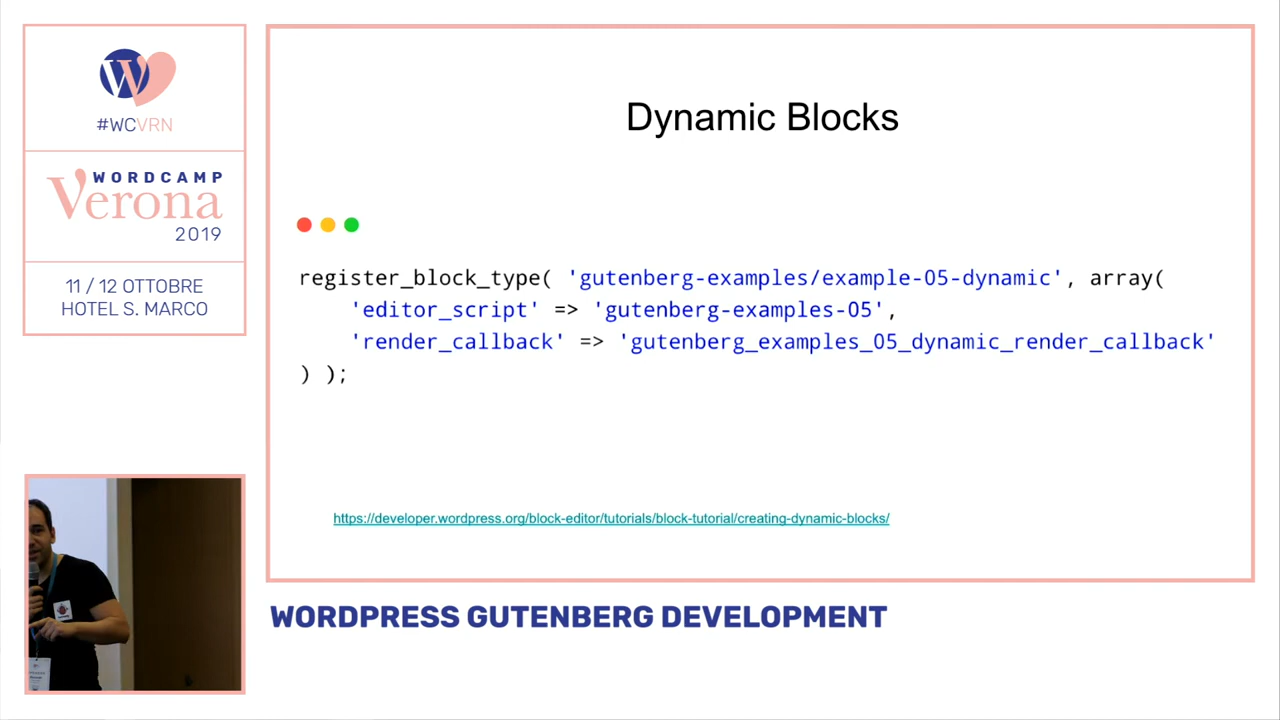 #WCVRN
WORDCAMP
Verona
2019
11 / 12 OTTOBRE
HOTEL S. MARCO
Dynamic Blocks
register_block_type( 'gutenberg-examples/example-05-dynamic', array(
'editor_script' => 'gutenberg-examples-05',
'render_callback' => 'gutenberg_examples_05_dynamic_render_callback'
) );
https://developer.wordpress.org/block-editor/tutorials/block-tutorial/creating-dynamic-blocks/
WORDPRESS GUTENBERG DEVELOPMENT